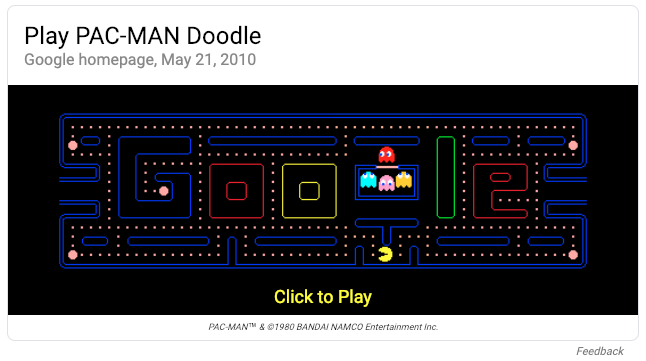 Play PAC-MAN Doodle
Google homepage, May 21, 2010
Google
Click to Play
PAC-MAN™ & ©1980 BANDAI NAMCO Entertainment Inc.
Feedback